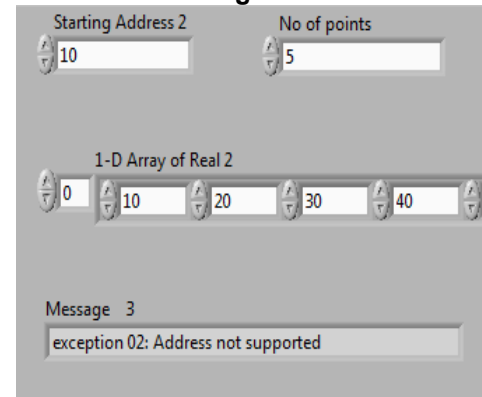 Starting Address 2 No of points
10 5
1-D Array of Real 2
0 10 20 30 40
Message 3
exception 02: Address not supported